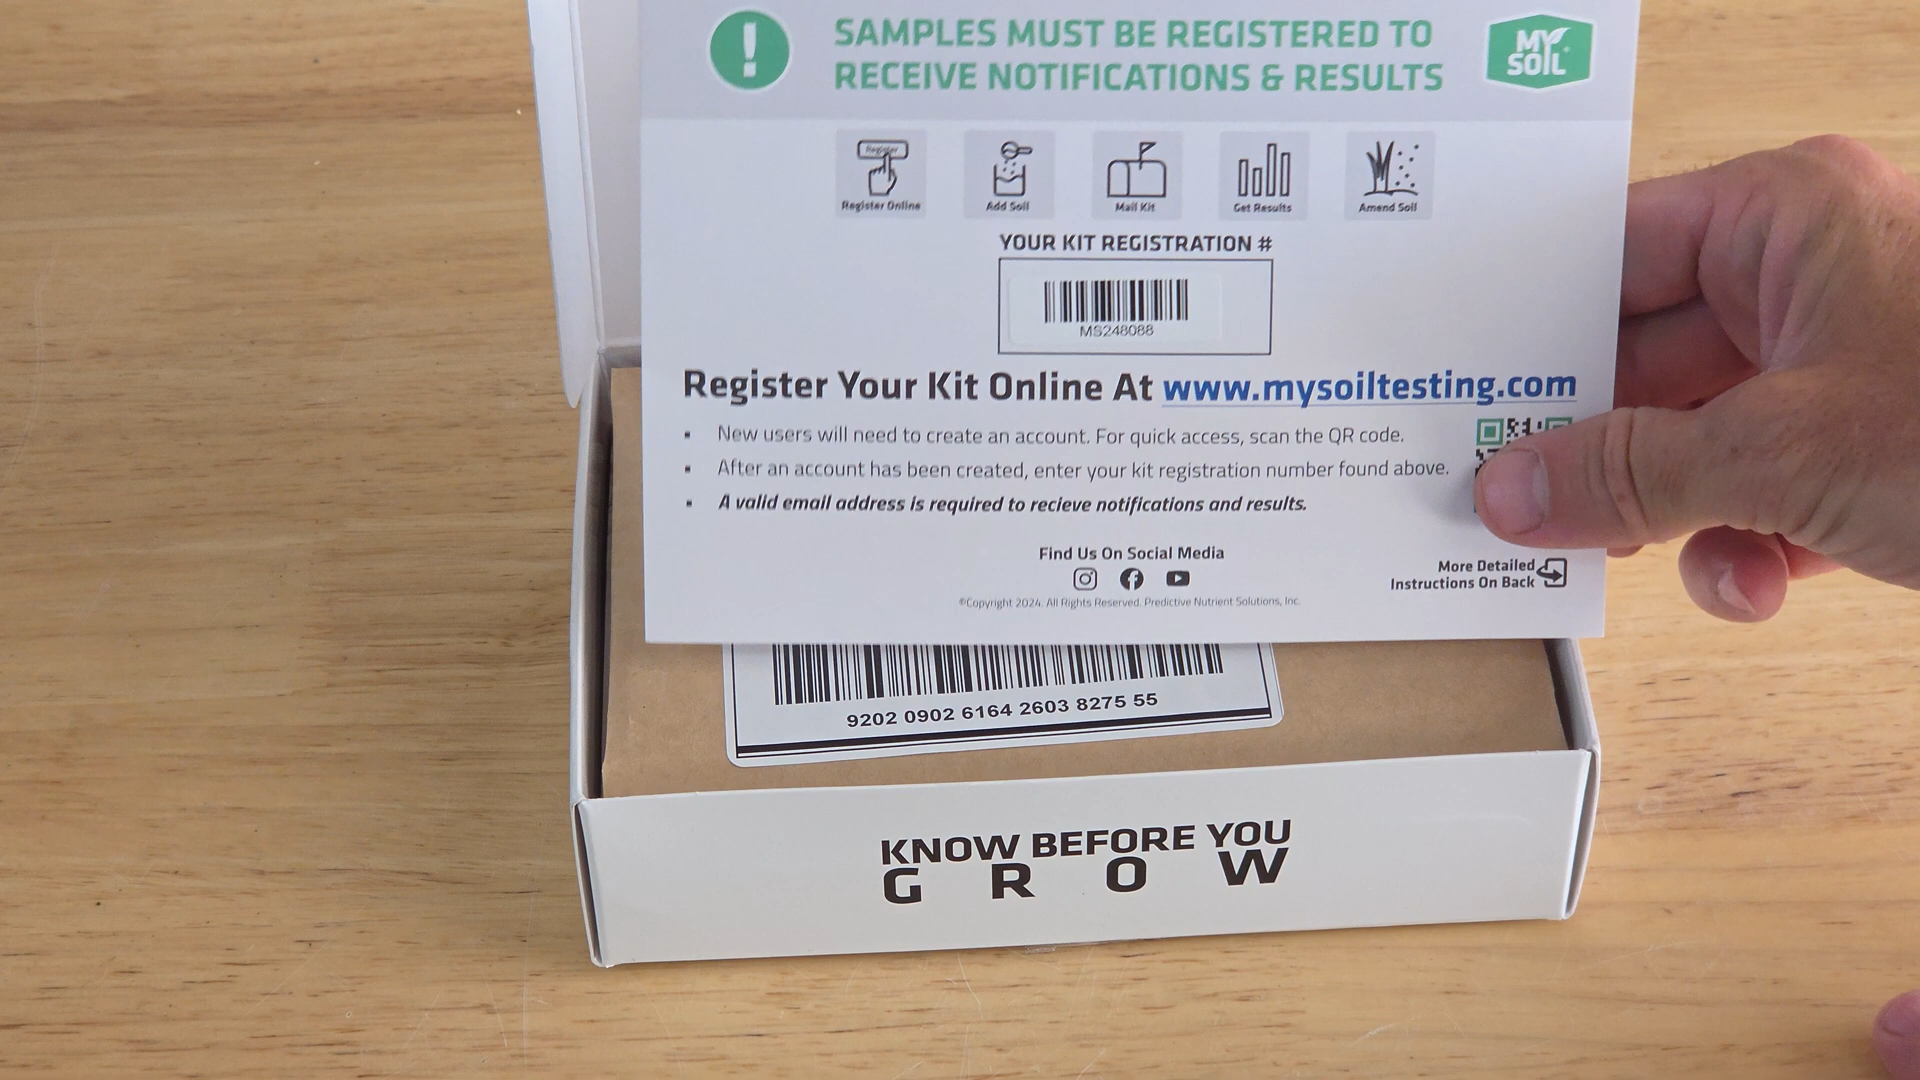 SAMPLES MUST BE REGISTERED TO
RECEIVE NOTIFICATIONS & RESULTS
MY
SOIL
Register
Register Online
Add Soil
Mail Kit
Get Results
Amend Soil
YOUR KIT REGISTRATION #
MS248088
Register Your Kit Online At www.mysoiltesting.com
▪ New users will need to create an account. For quick access, scan the QR code.
▪ After an account has been created, enter your kit registration number found above.
▪ A valid email address is required to recieve notifications and results.
Find Us On Social Media
More Detailed
Instructions On Back
©Copyright 2024. All Rights Reserved. Predictive Nutrient Solutions, Inc.
9202 0902 6164 2603 8275 55
KNOW BEFORE YOU
GROW